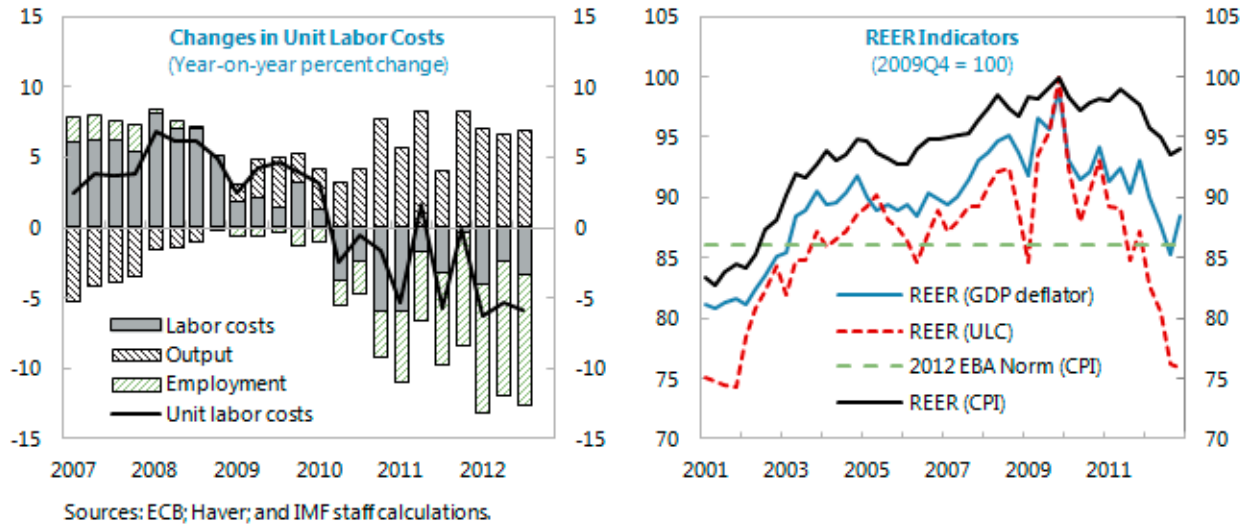 Changes in Unit Labor Costs
(Year-on-year percent change)
15
10
5
0
-5
-10
-15
15
10
5
0
-5
-10
-15
Labor costs
Output
Employment
Unit labor costs
2007 2008 2009 2010 2011 2012
REER Indicators
(2009Q4 = 100)
105
100
95
90
85
80
75
70
105
100
95
90
85
80
75
70
REER (GDP deflator)
REER (ULC)
2012 EBA Norm (CPI)
REER (CPI)
2001 2003 2005 2007 2009 2011
Sources: ECB; Haver; and IMF staff calculations.